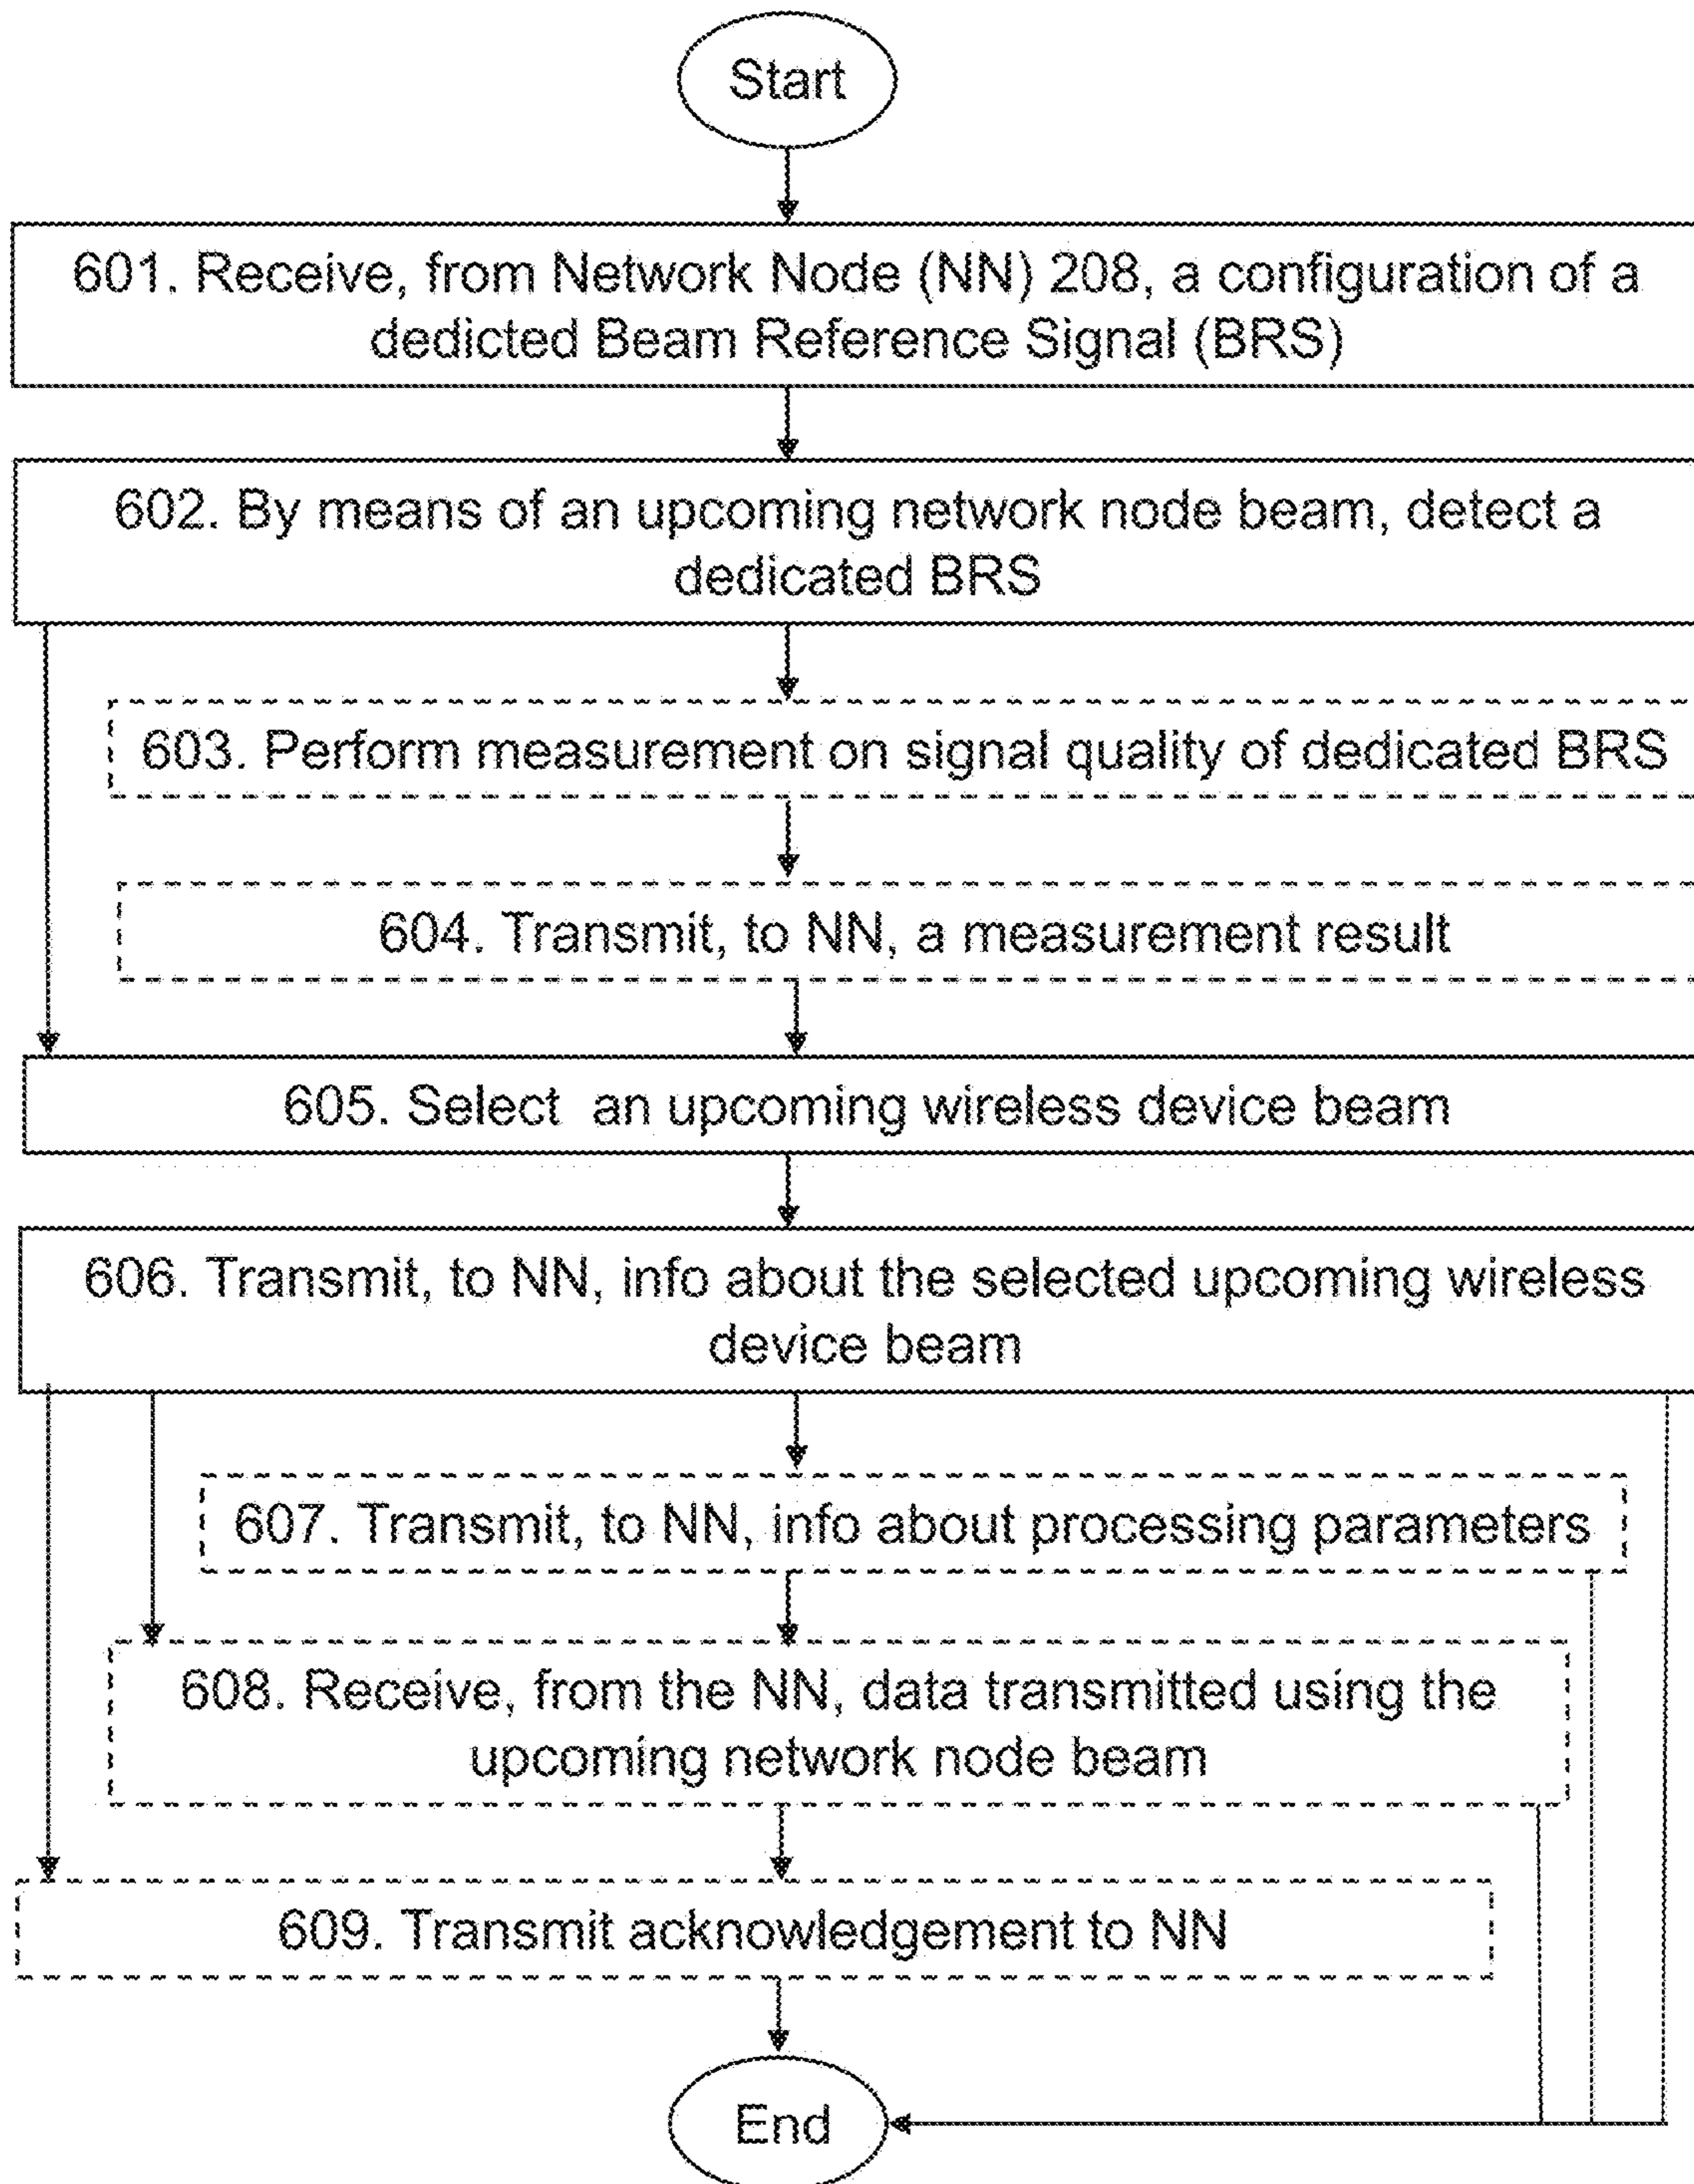 Start
601. Receive, from Network Node (NN) 208, a configuration of a
dedicted Beam Reference Signal (BRS)
602. By means of an upcoming network node beam, detect a
dedicated BRS
603. Perform measurement on signal quality of dedicated BRS
604. Transmit, to NN, a measurement result
605. Select an upcoming wireless device beam
606. Transmit, to NN, info about the selected upcoming wireless
device beam
607. Transmit, to NN, info about processing parameters
608. Receive, from the NN, data transmitted using the
upcoming network node beam
609. Transmit acknowledgement to NN
End